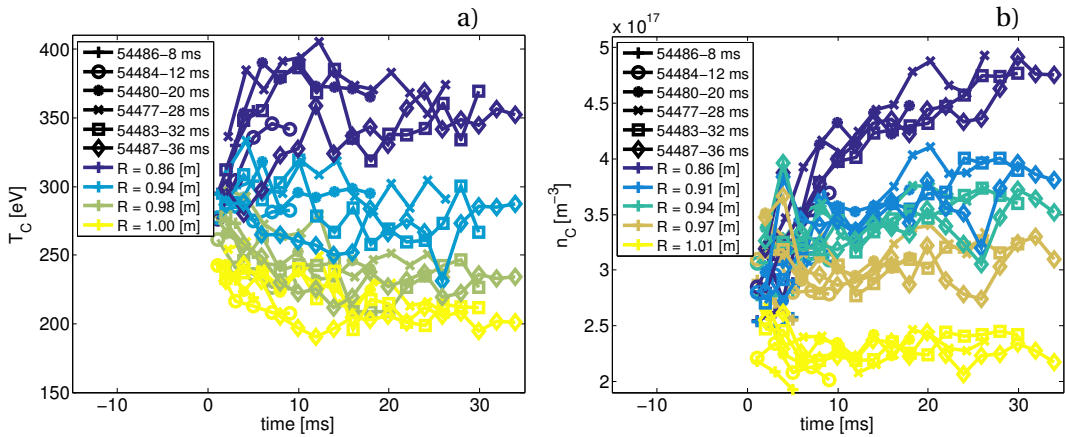 a)
400
350
300
250
200
150
T_C [eV]
54486−8 ms
54484−12 ms
54480−20 ms
54477−28 ms
54483−32 ms
54487−36 ms
R = 0.86 [m]
R = 0.94 [m]
R = 0.98 [m]
R = 1.00 [m]
−10 0 10 20 30
time [ms]
b)
5 x 10^17
4.5
4
3.5
3
2.5
2
n_C [m^−3]
54486−8 ms
54484−12 ms
54480−20 ms
54477−28 ms
54483−32 ms
54487−36 ms
R = 0.86 [m]
R = 0.91 [m]
R = 0.94 [m]
R = 0.97 [m]
R = 1.01 [m]
−10 0 10 20 30
time [ms]